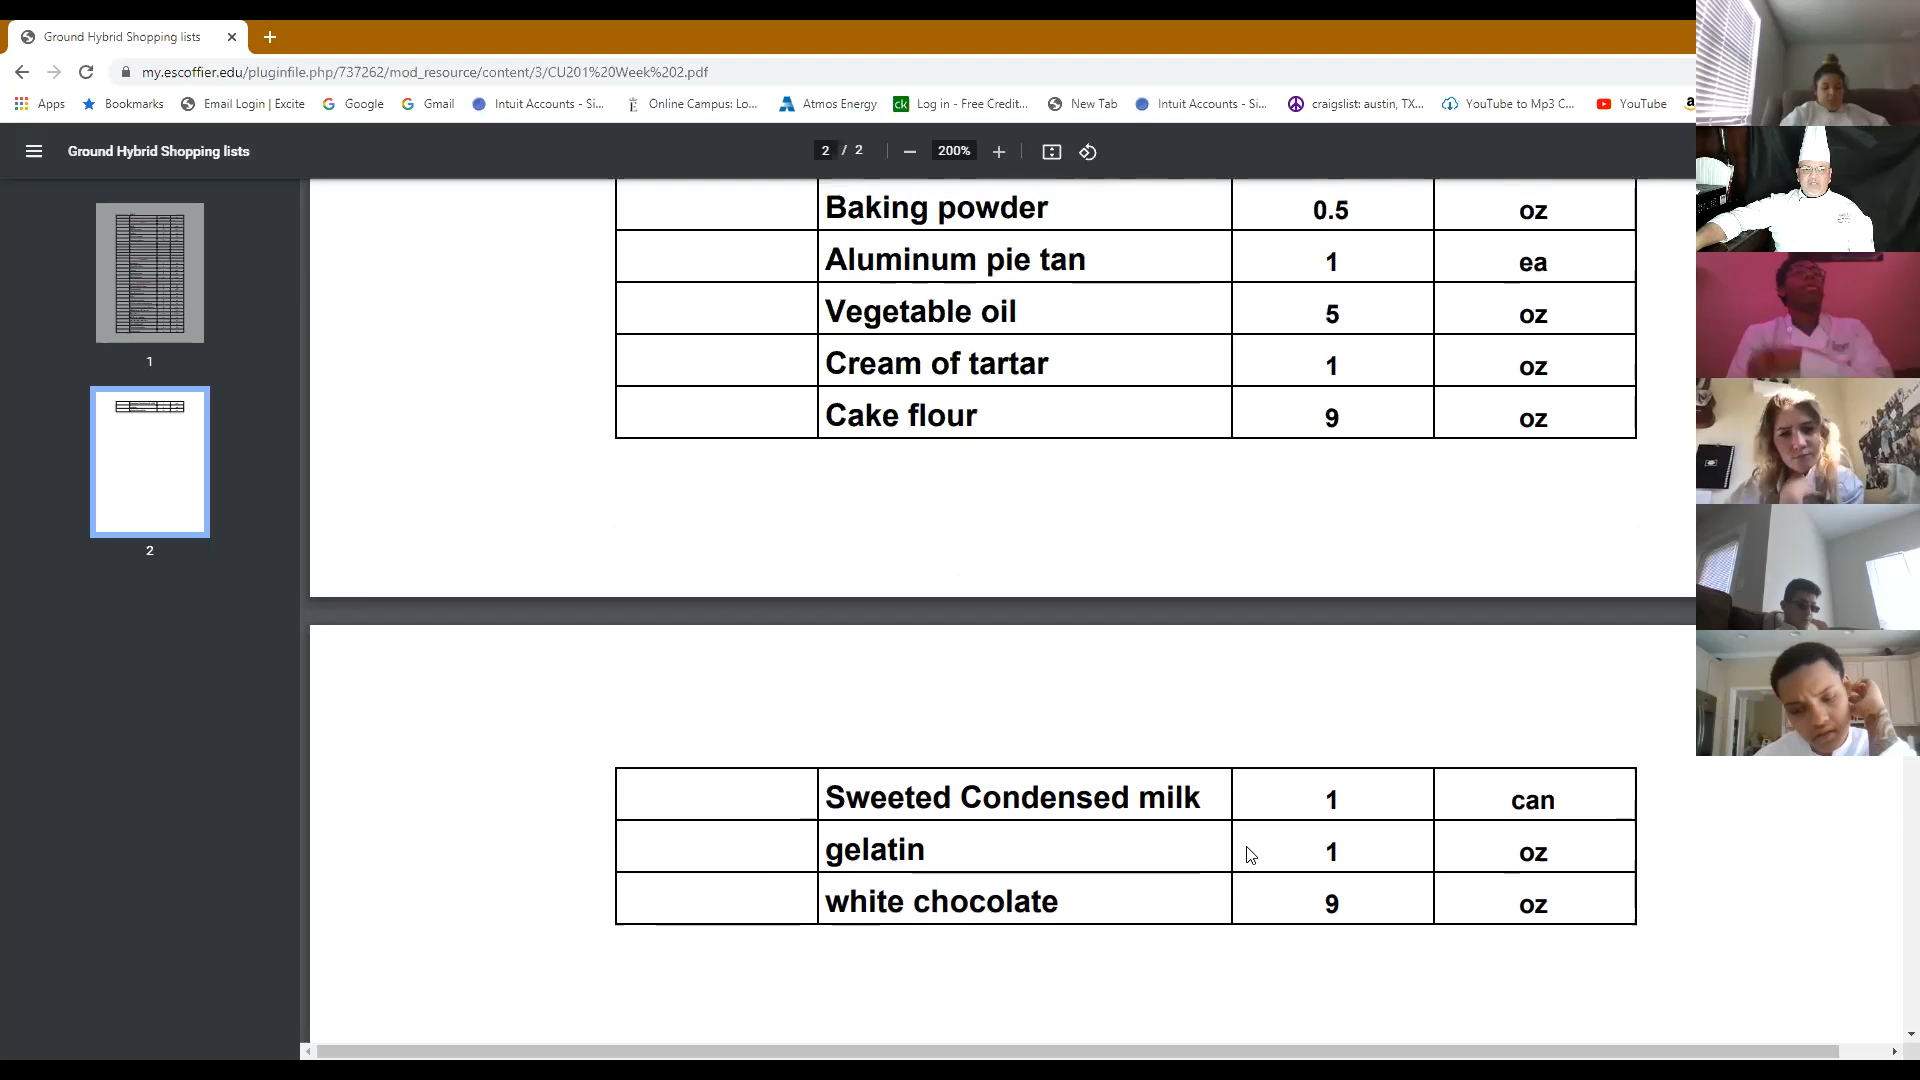 Ground Hybrid Shopping lists
my.escoffier.edu/pluginfile.php/737262/mod_resource/content/3/CU201%20Week%202.pdf
Apps Bookmarks Email Login | Excite Google Gmail Intuit Accounts - Si... Online Campus: Lo... Atmos Energy ck Log in - Free Credit... New Tab Intuit Accounts - Si... craigslist: austin, TX... YouTube to Mp3 C... YouTube a
Ground Hybrid Shopping lists 2 / 2 200%
Baking powder 0.5 oz
Aluminum pie tan 1 ea
Vegetable oil 5 oz
Cream of tartar 1 oz
Cake flour 9 oz
1
2
Sweeted Condensed milk 1 can
gelatin 1 oz
white chocolate 9 oz